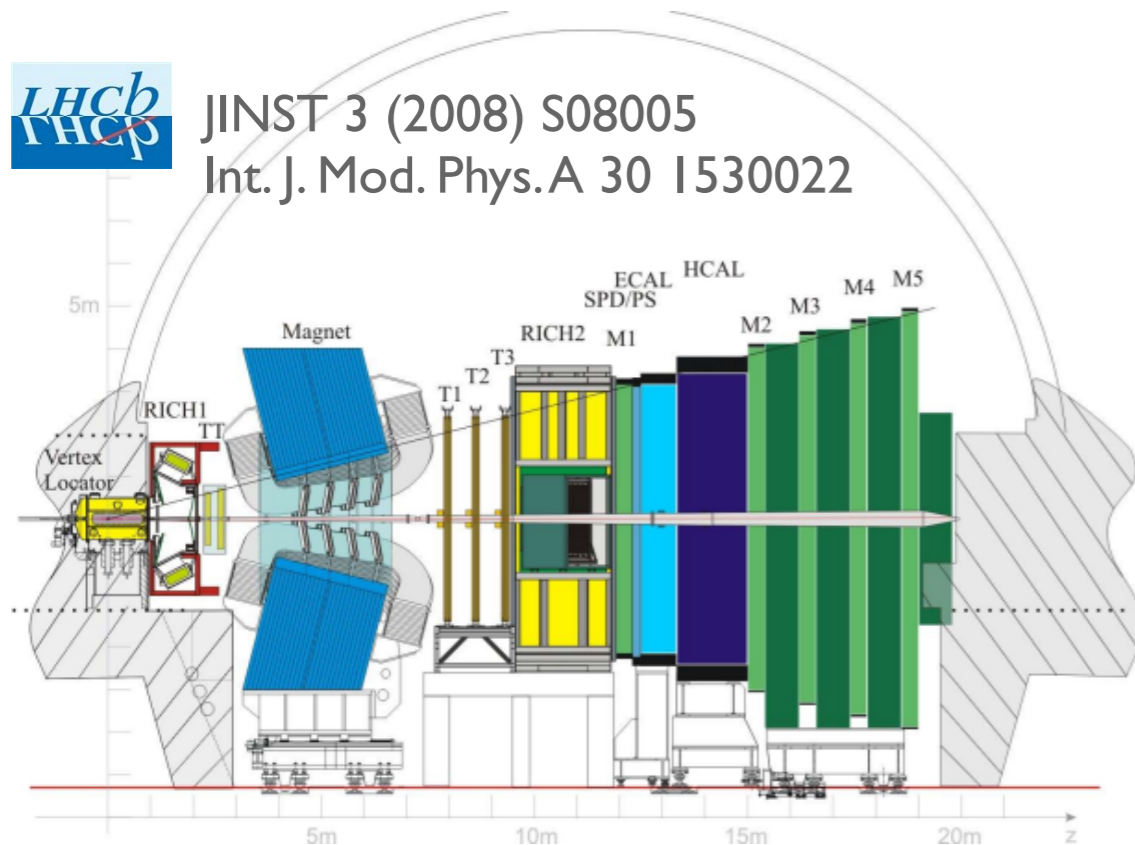 LHCb
JINST 3 (2008) S08005
Int. J. Mod. Phys. A 30 1530022
5m
Magnet
RICH1
TT
Vertex
Locator
T1
T2
T3
RICH2
M1
SPD/PS
ECAL
HCAL
M2
M3
M4
M5
5m
10m
15m
20m
z